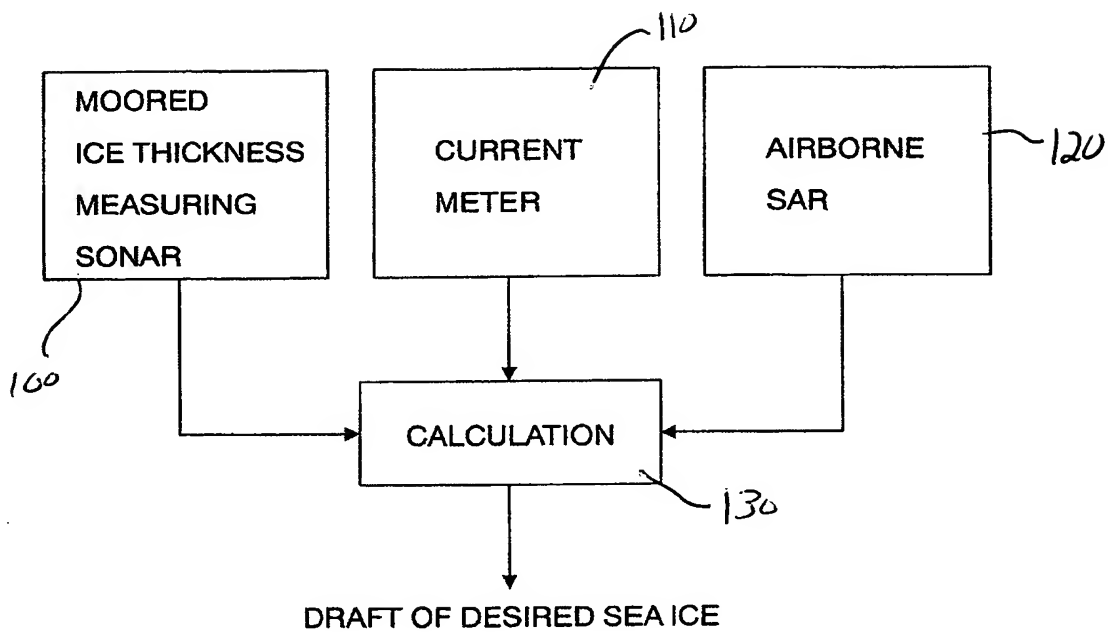 110
MOORED
ICE THICKNESS
MEASURING
SONAR
CURRENT
METER
AIRBORNE
SAR
120
100
CALCULATION
130
DRAFT OF DESIRED SEA ICE